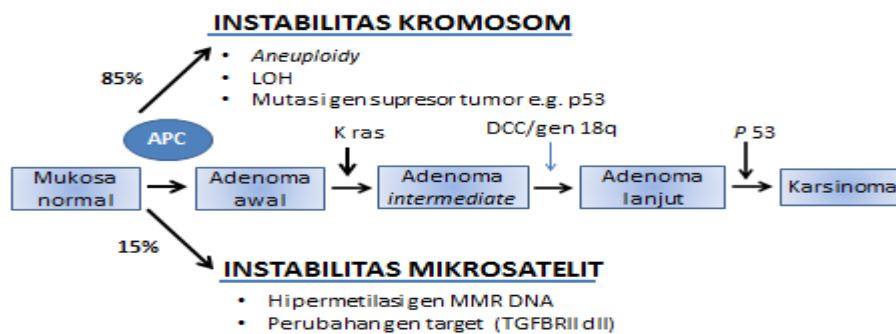 INSTABILITAS KROMOSOM
• Aneuploidy
85%
• LOH
• Mutasi gen supresor tumor e.g. p53
APC
K ras
DCC/gen 18q
P 53
Mukosa normal
Adenoma awal
Adenoma intermediate
Adenoma lanjut
Karsinoma
15%
INSTABILITAS MIKROSATELIT
• Hipermetilasi gen MMR DNA
• Perubahan gen target (TGFBRII dll)